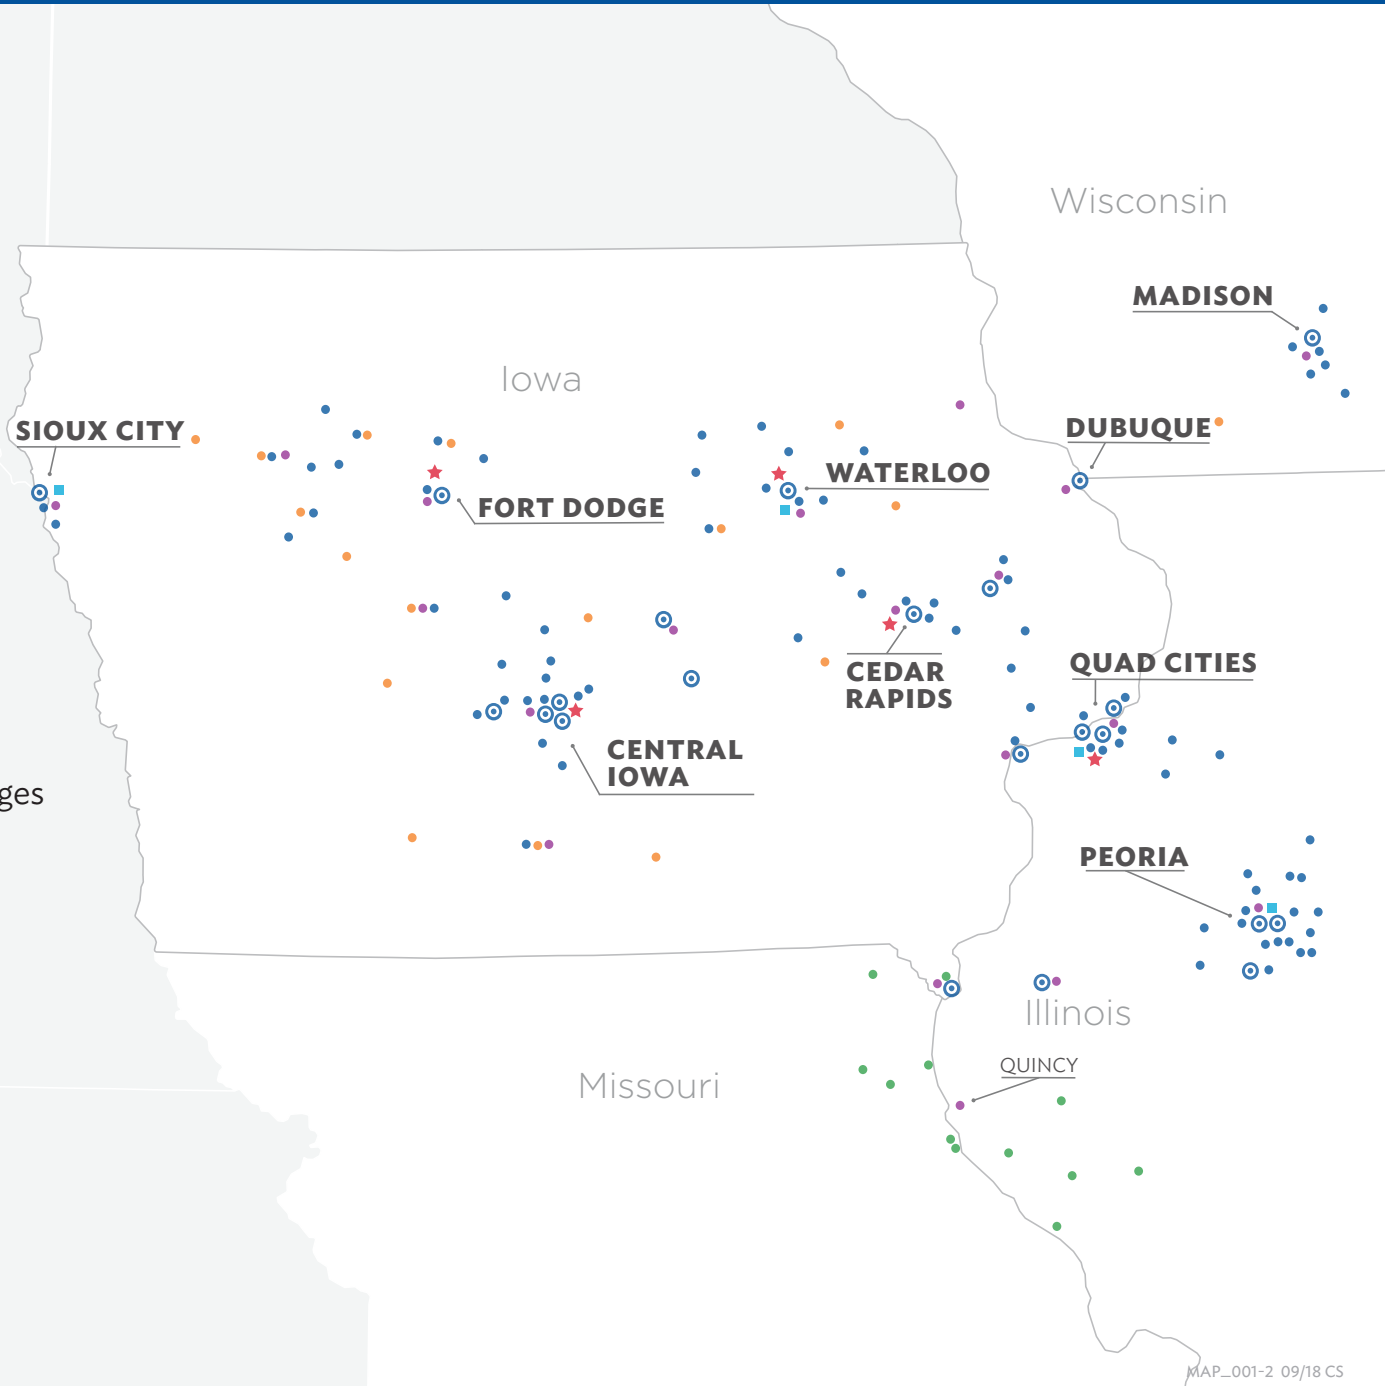 Wisconsin
MADISON
Iowa
SIOUX CITY
DUBUQUE
WATERLOO
FORT DODGE
CEDAR
RAPIDS
QUAD CITIES
CENTRAL
IOWA
ges
PEORIA
Illinois
QUINCY
Missouri
MAP_001-2 09/18 CS